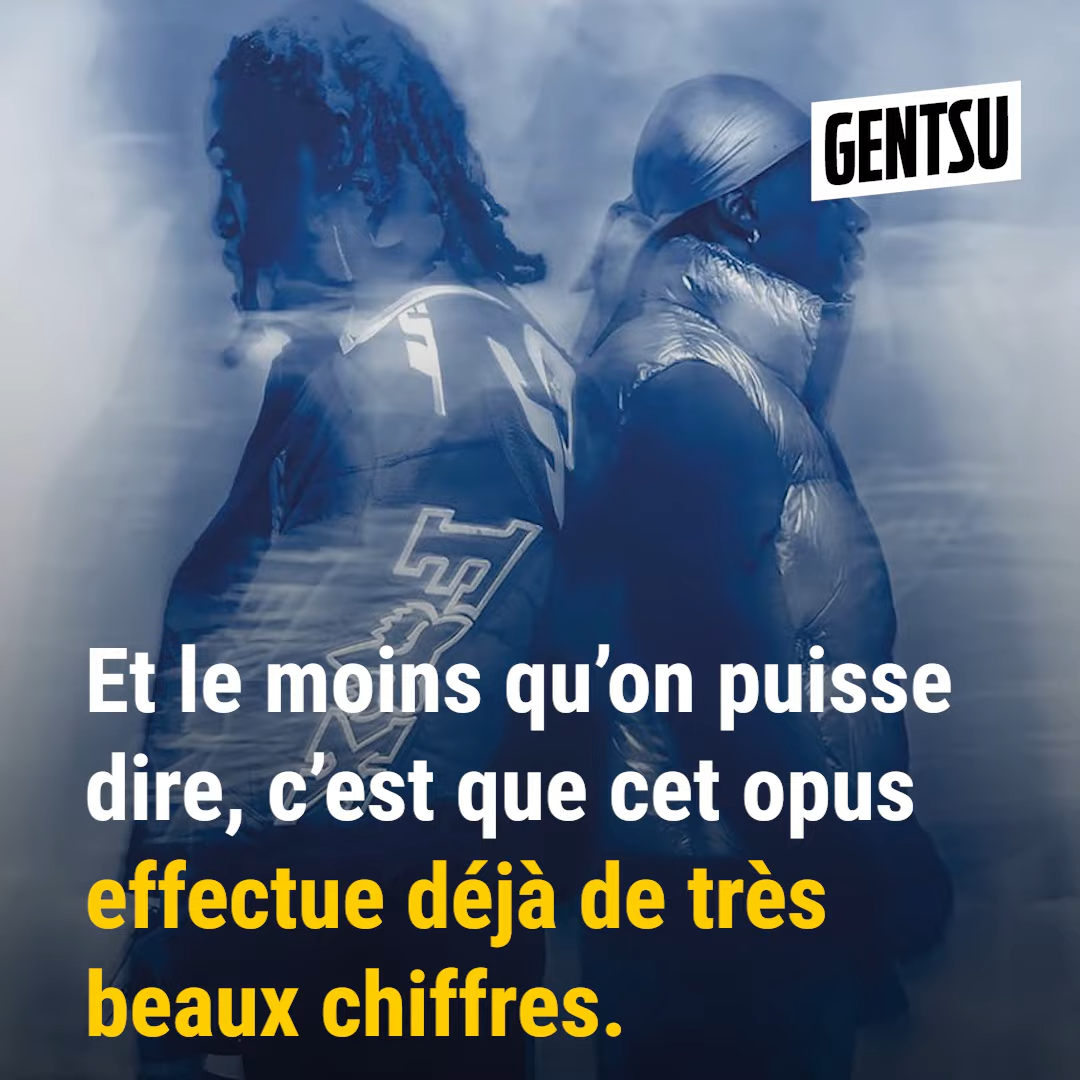 GENTSU
Et le moins qu’on puisse
dire, c’est que cet opus
effectue déjà de très
beaux chiffres.